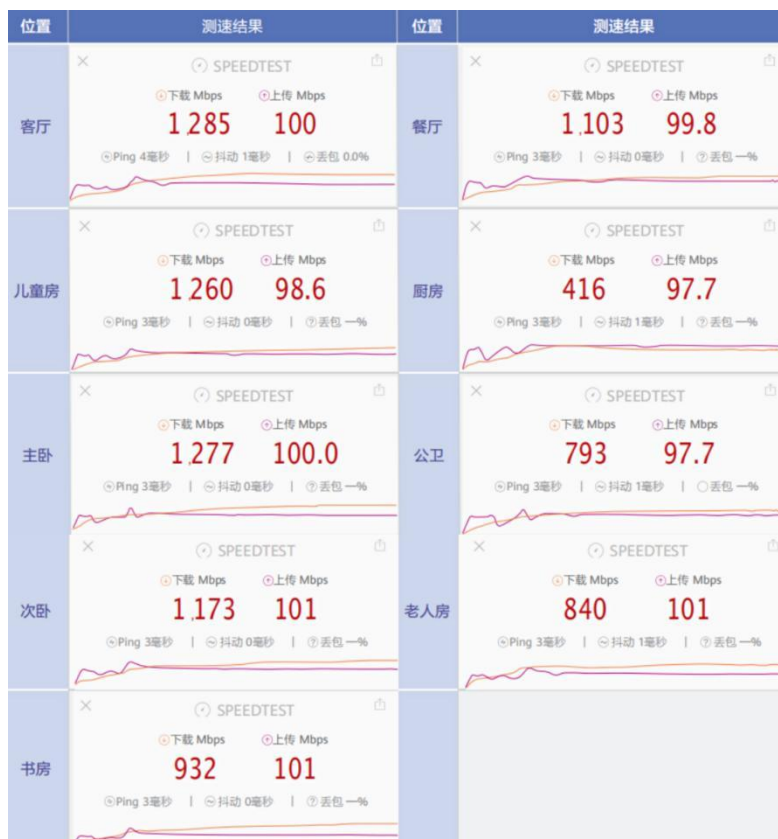 位置 测速结果 位置 测速结果
客厅
SPEEDTEST
下载 Mbps 上传 Mbps
1,285 100
Ping 4毫秒 | 抖动 1毫秒 | 丢包 0.0%
餐厅
SPEEDTEST
下载 Mbps 上传 Mbps
1,103 99.8
Ping 3毫秒 | 抖动 0毫秒 | 丢包 —%
儿童房
SPEEDTEST
下载 Mbps 上传 Mbps
1,260 98.6
Ping 3毫秒 | 抖动 0毫秒 | 丢包 —%
厨房
SPEEDTEST
下载 Mbps 上传 Mbps
416 97.7
Ping 3毫秒 | 抖动 1毫秒 | 丢包 —%
主卧
SPEEDTEST
下载 Mbps 上传 Mbps
1,277 100.0
Ping 3毫秒 | 抖动 0毫秒 | 丢包 —%
公卫
SPEEDTEST
下载 Mbps 上传 Mbps
793 97.7
Ping 3毫秒 | 抖动 1毫秒 | 丢包 —%
次卧
SPEEDTEST
下载 Mbps 上传 Mbps
1,173 101
Ping 3毫秒 | 抖动 0毫秒 | 丢包 —%
老人房
SPEEDTEST
下载 Mbps 上传 Mbps
840 101
Ping 3毫秒 | 抖动 1毫秒 | 丢包 —%
书房
SPEEDTEST
下载 Mbps 上传 Mbps
932 101
Ping 3毫秒 | 抖动 0毫秒 | 丢包 —%